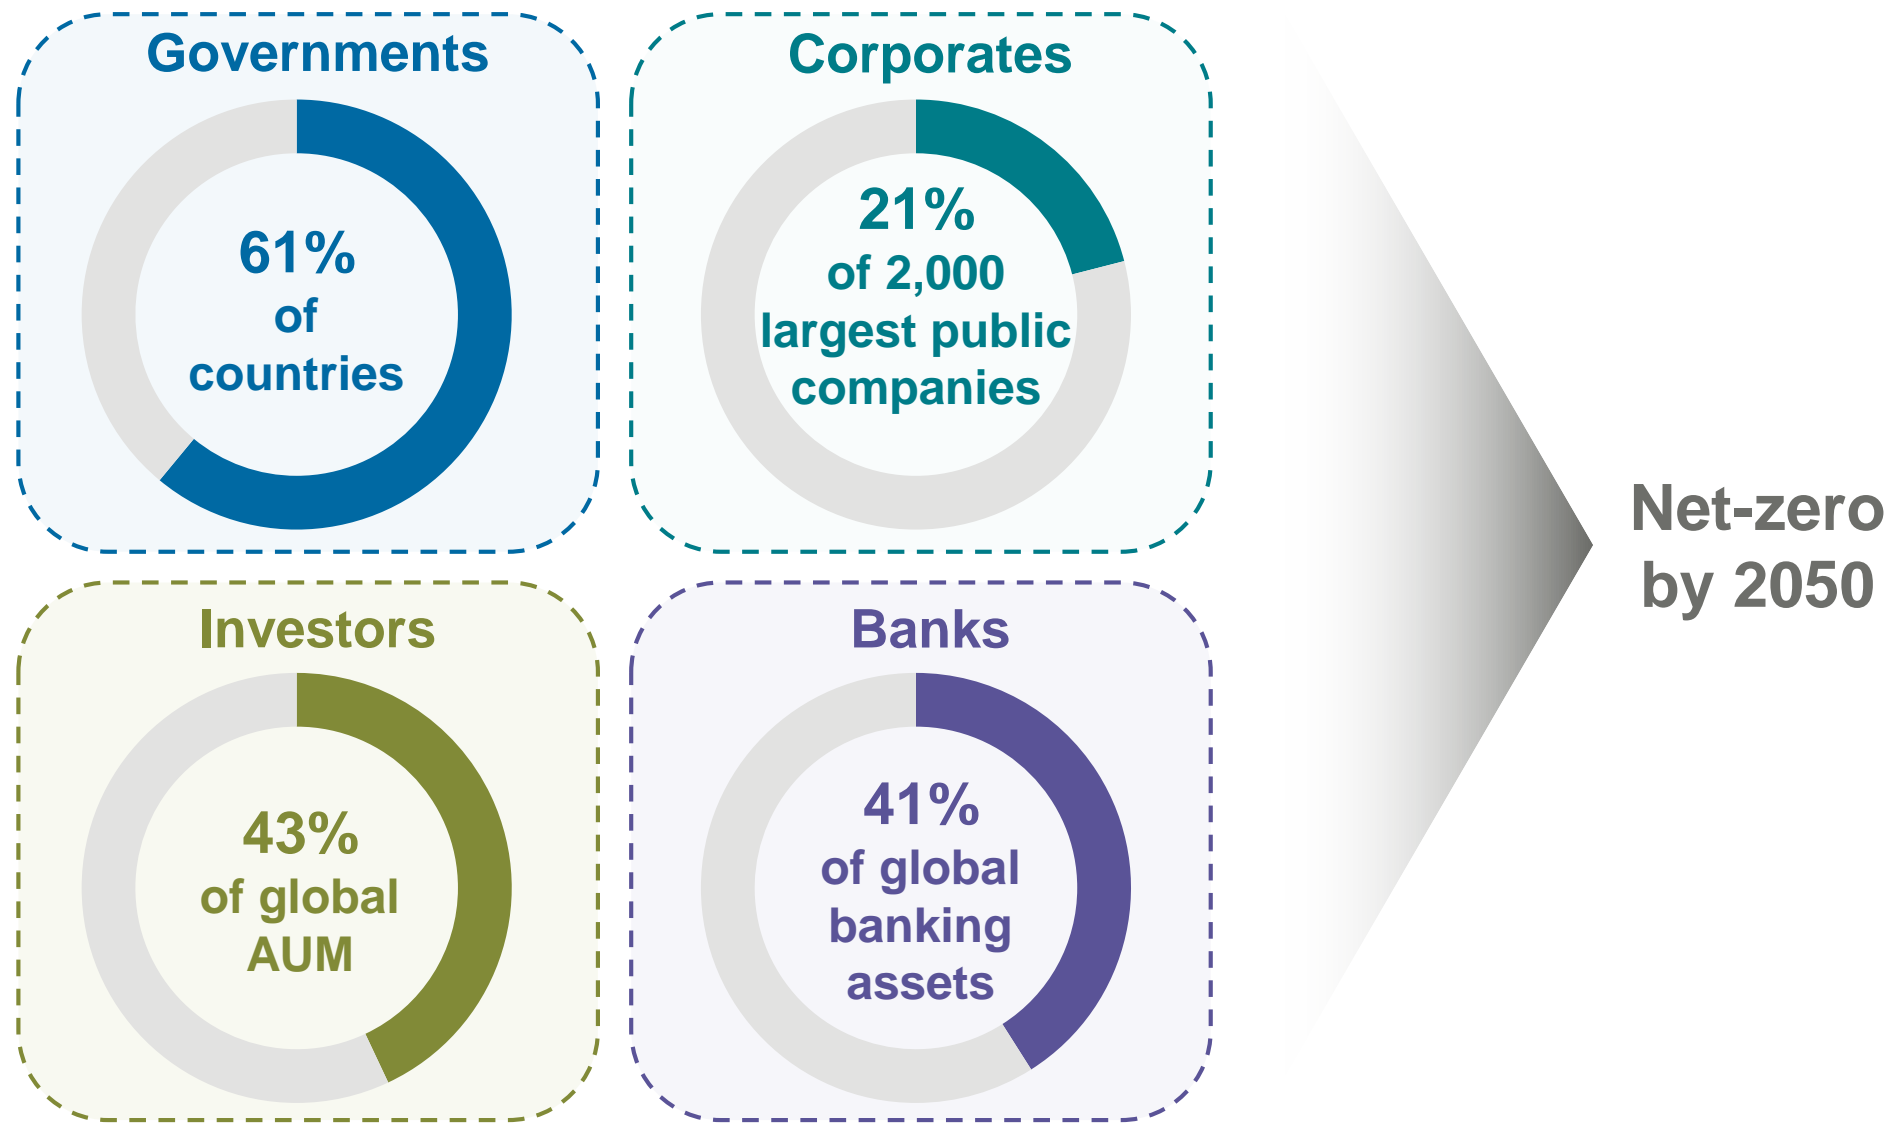 Governments
61%
of
countries
Corporates
21%
of 2,000
largest public
companies
Investors
43%
of global
AUM
Banks
41%
of global
banking
assets
Net-zero
by 2050